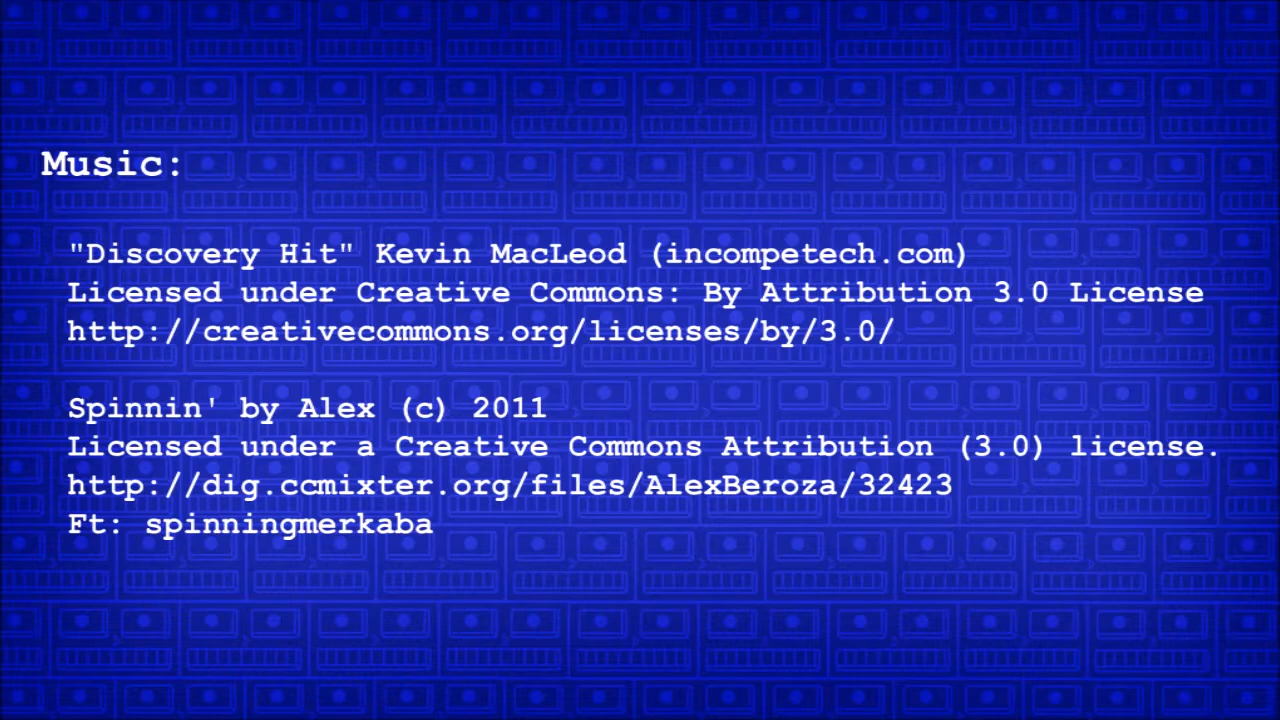 Music:
"Discovery Hit" Kevin MacLeod (incompetech.com)
Licensed under Creative Commons: By Attribution 3.0 License
http://creativecommons.org/licenses/by/3.0/
Spinnin' by Alex (c) 2011
Licensed under a Creative Commons Attribution (3.0) license.
http://dig.ccmixter.org/files/AlexBeroza/32423
Ft: spinningmerkaba